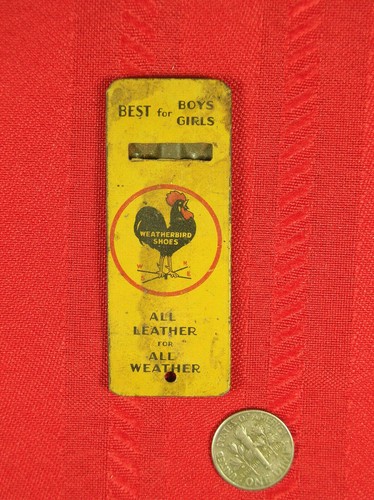 BEST for BOYS
GIRLS
WEATHERBIRD
SHOES
W
E
ALL
LEATHER
FOR
ALL
WEATHER